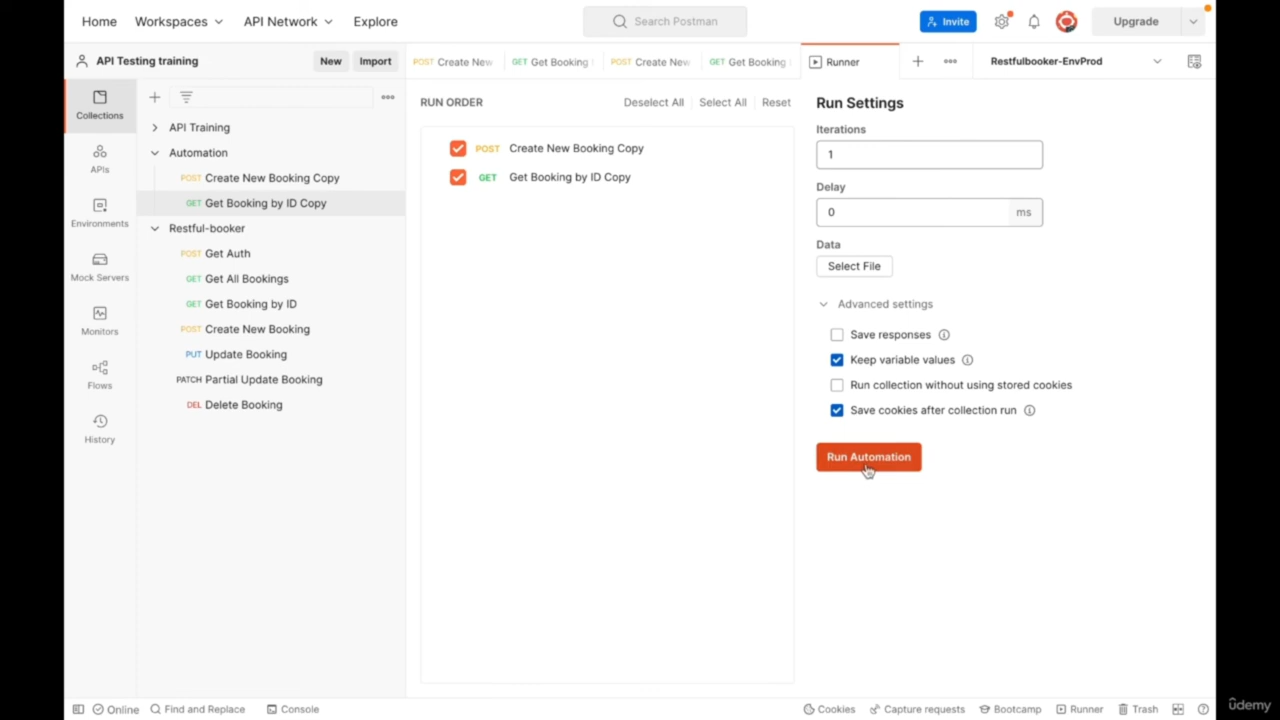 Home Workspaces API Network Explore Search Postman Invite Upgrade
API Testing training New Import POST Create New GET Get Booking POST Create New GET Get Booking Runner Restfulbooker-EnvProd
Collections
APIs
Environments
Mock Servers
Monitors
Flows
History
API Training
Automation
POST Create New Booking Copy
GET Get Booking by ID Copy
Restful-booker
POST Get Auth
GET Get All Bookings
GET Get Booking by ID
POST Create New Booking
PUT Update Booking
PATCH Partial Update Booking
DEL Delete Booking
RUN ORDER Deselect All Select All Reset
POST Create New Booking Copy
GET Get Booking by ID Copy
Run Settings
Iterations
1
Delay
0 ms
Data
Select File
Advanced settings
Save responses
Keep variable values
Run collection without using stored cookies
Save cookies after collection run
Run Automation
Online Find and Replace Console Cookies Capture requests Bootcamp Runner Trash
ûdemy